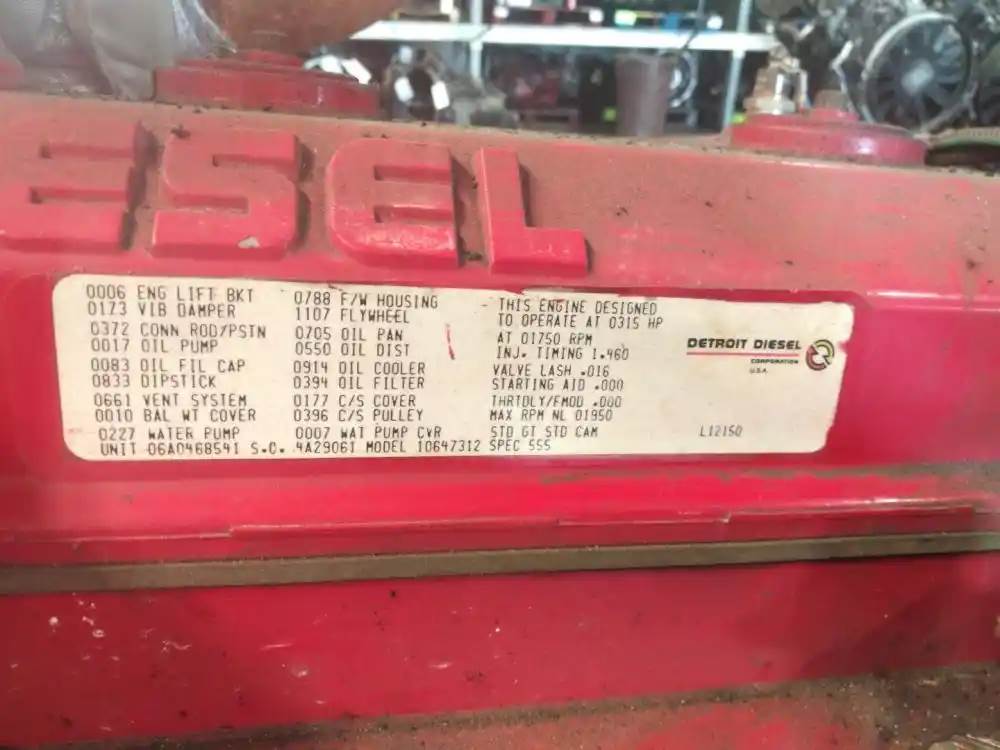 ESEL
0006 ENG LIFT BKT
0173 VIB DAMPER
0372 CONN ROD/PSTN
0017 OIL PUMP
0083 OIL FIL CAP
0833 DIPSTICK
0661 VENT SYSTEM
0010 BAL WT COVER
0227 WATER PUMP
0788 F/W HOUSING
1107 FLYWHEEL
0705 OIL PAN
0550 OIL DIST
0914 OIL COOLER
0394 OIL FILTER
0177 C/S COVER
0396 C/S PULLEY
0007 WAT PUMP CVR
THIS ENGINE DESIGNED
TO OPERATE AT 0315 HP
AT 01750 RPM
INJ. TIMING 1.460
VALVE LASH .016
STARTING AID .000
THRTDLY/FMOD .000
MAX RPM NL 01950
STD GT STD CAM
DETROIT DIESEL
CORPORATION
U.S.A.
L12150
UNIT 06A0468541 S.O. 4A29061 MODEL 10647312 SPEC 555